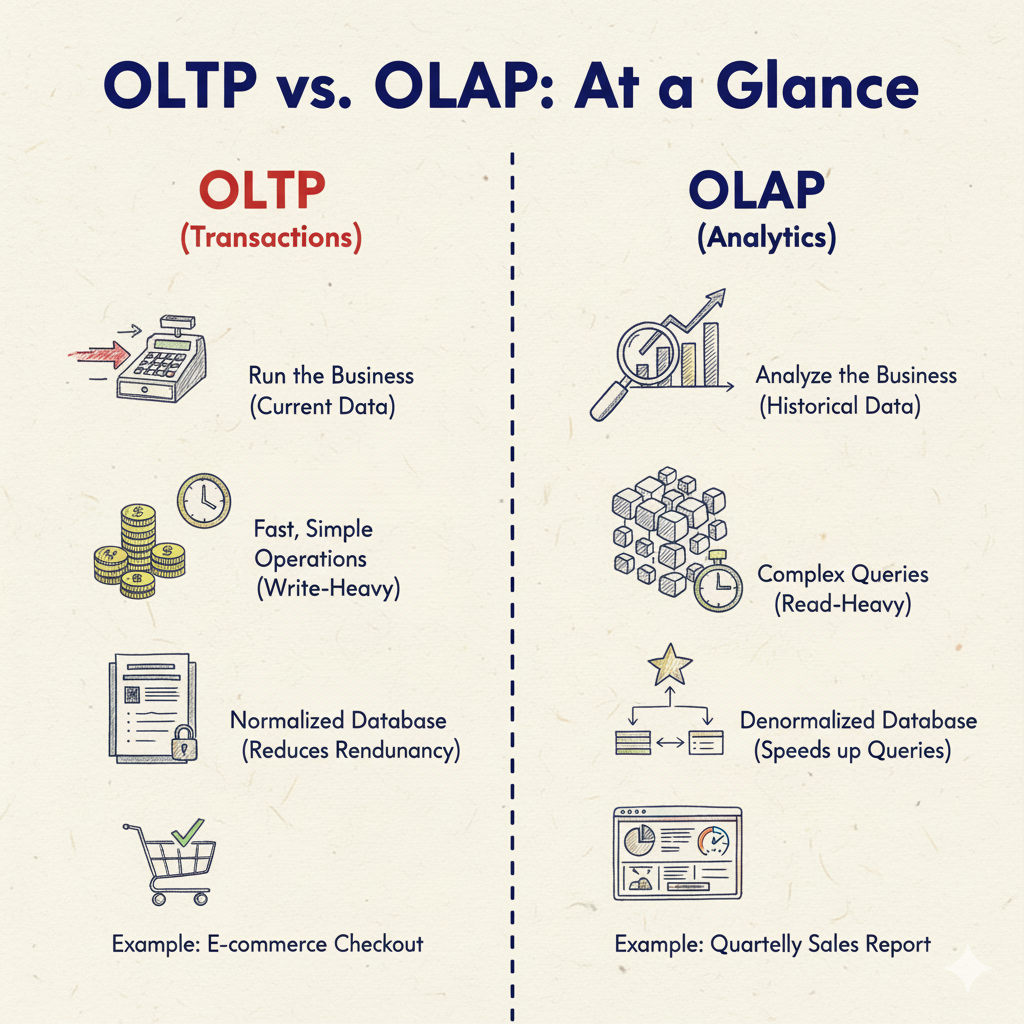 OLTP vs. OLAP: At a Glance
OLTP
(Transactions)
Run the Business
(Current Data)
Fast, Simple
Operations
(Write-Heavy)
Normalized Database
(Reduces Rendunancy)
Example: E-commerce Checkout
OLAP
(Analytics)
Analyze the Business
(Historical Data)
Complex Queries
(Read-Heavy)
Denormalized Database
(Speeds up Queries)
Example: Quartelly Sales Report